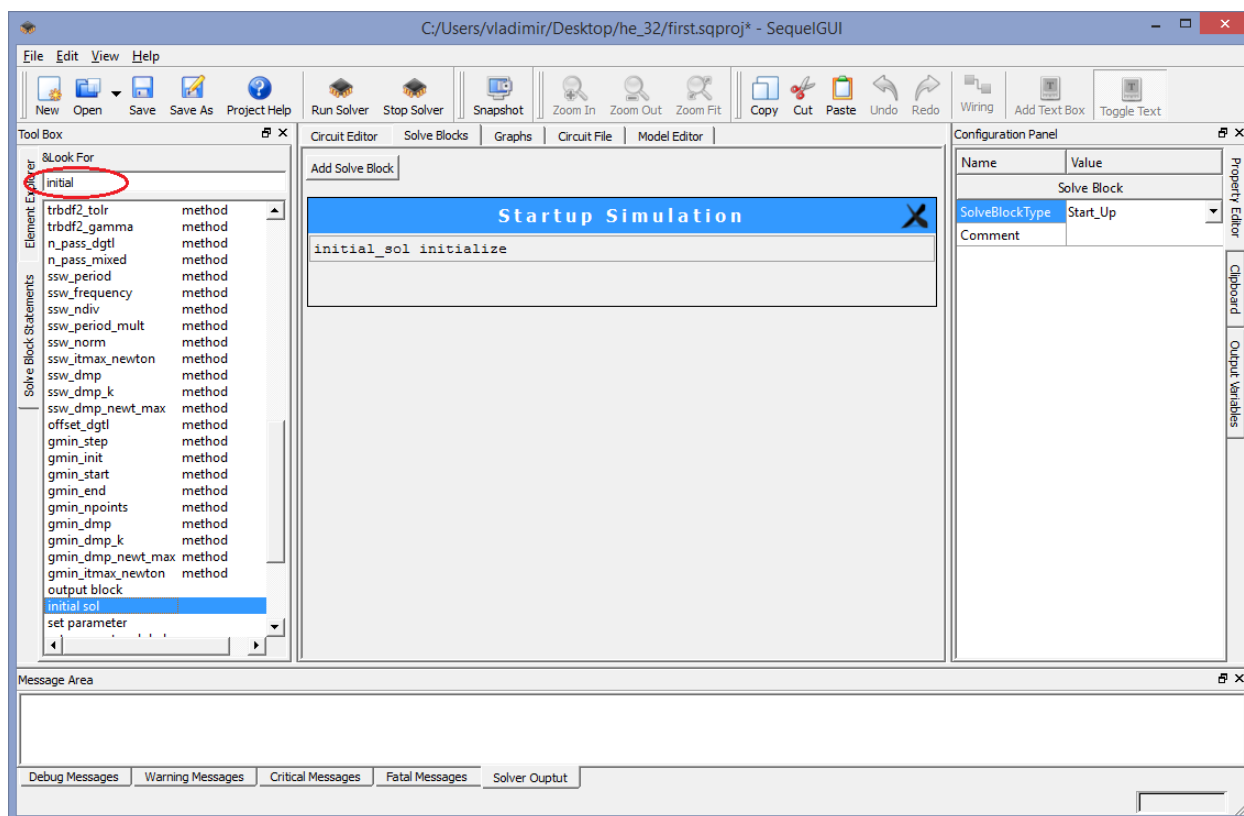 C:/Users/vladimir/Desktop/he_32/first.sqproj* - SequelGUI
File Edit View Help
New Open Save Save As Project Help Run Solver Stop Solver Snapshot Zoom In Zoom Out Zoom Fit Copy Cut Paste Undo Redo Wiring Add Text Box Toggle Text
Tool Box
Element Explorer
Solve Block Statements
&Look For
initial
trbdf2_tolr method
trbdf2_gamma method
n_pass_dgtl method
n_pass_mixed method
ssw_period method
ssw_frequency method
ssw_ndiv method
ssw_period_mult method
ssw_norm method
ssw_itmax_newton method
ssw_dmp method
ssw_dmp_k method
ssw_dmp_newt_max method
offset_dgtl method
gmin_step method
gmin_init method
gmin_start method
gmin_end method
gmin_npoints method
gmin_dmp method
gmin_dmp_k method
gmin_dmp_newt_max method
gmin_itmax_newton method
output block
initial sol
set parameter
Circuit Editor Solve Blocks Graphs Circuit File Model Editor
Add Solve Block
Startup Simulation
initial_sol initialize
Configuration Panel
Name Value
Solve Block
SolveBlockType Start_Up
Comment
Property Editor
Clipboard
Output Variables
Message Area
Debug Messages Warning Messages Critical Messages Fatal Messages Solver Ouptut